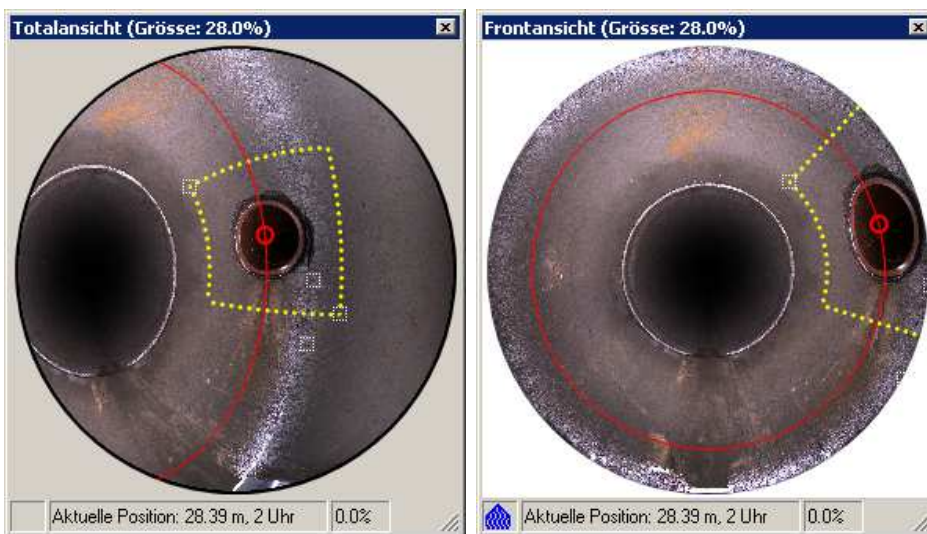 Totalansicht (Grösse: 28.0%)
Aktuelle Position: 28.39 m, 2 Uhr 0.0%
Frontansicht (Grösse: 28.0%)
Aktuelle Position: 28.39 m, 2 Uhr 0.0%